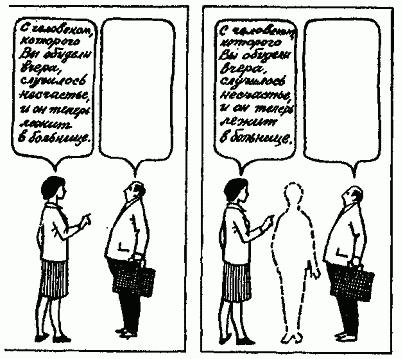 С человеком,
которого
Вы обидели
вчера,
случилось
несчастье,
и он теперь
лежит
в больнице.
С человеком,
которого
Вы обидели
вчера,
случилось
несчастье,
и он теперь
лежит
в больнице.